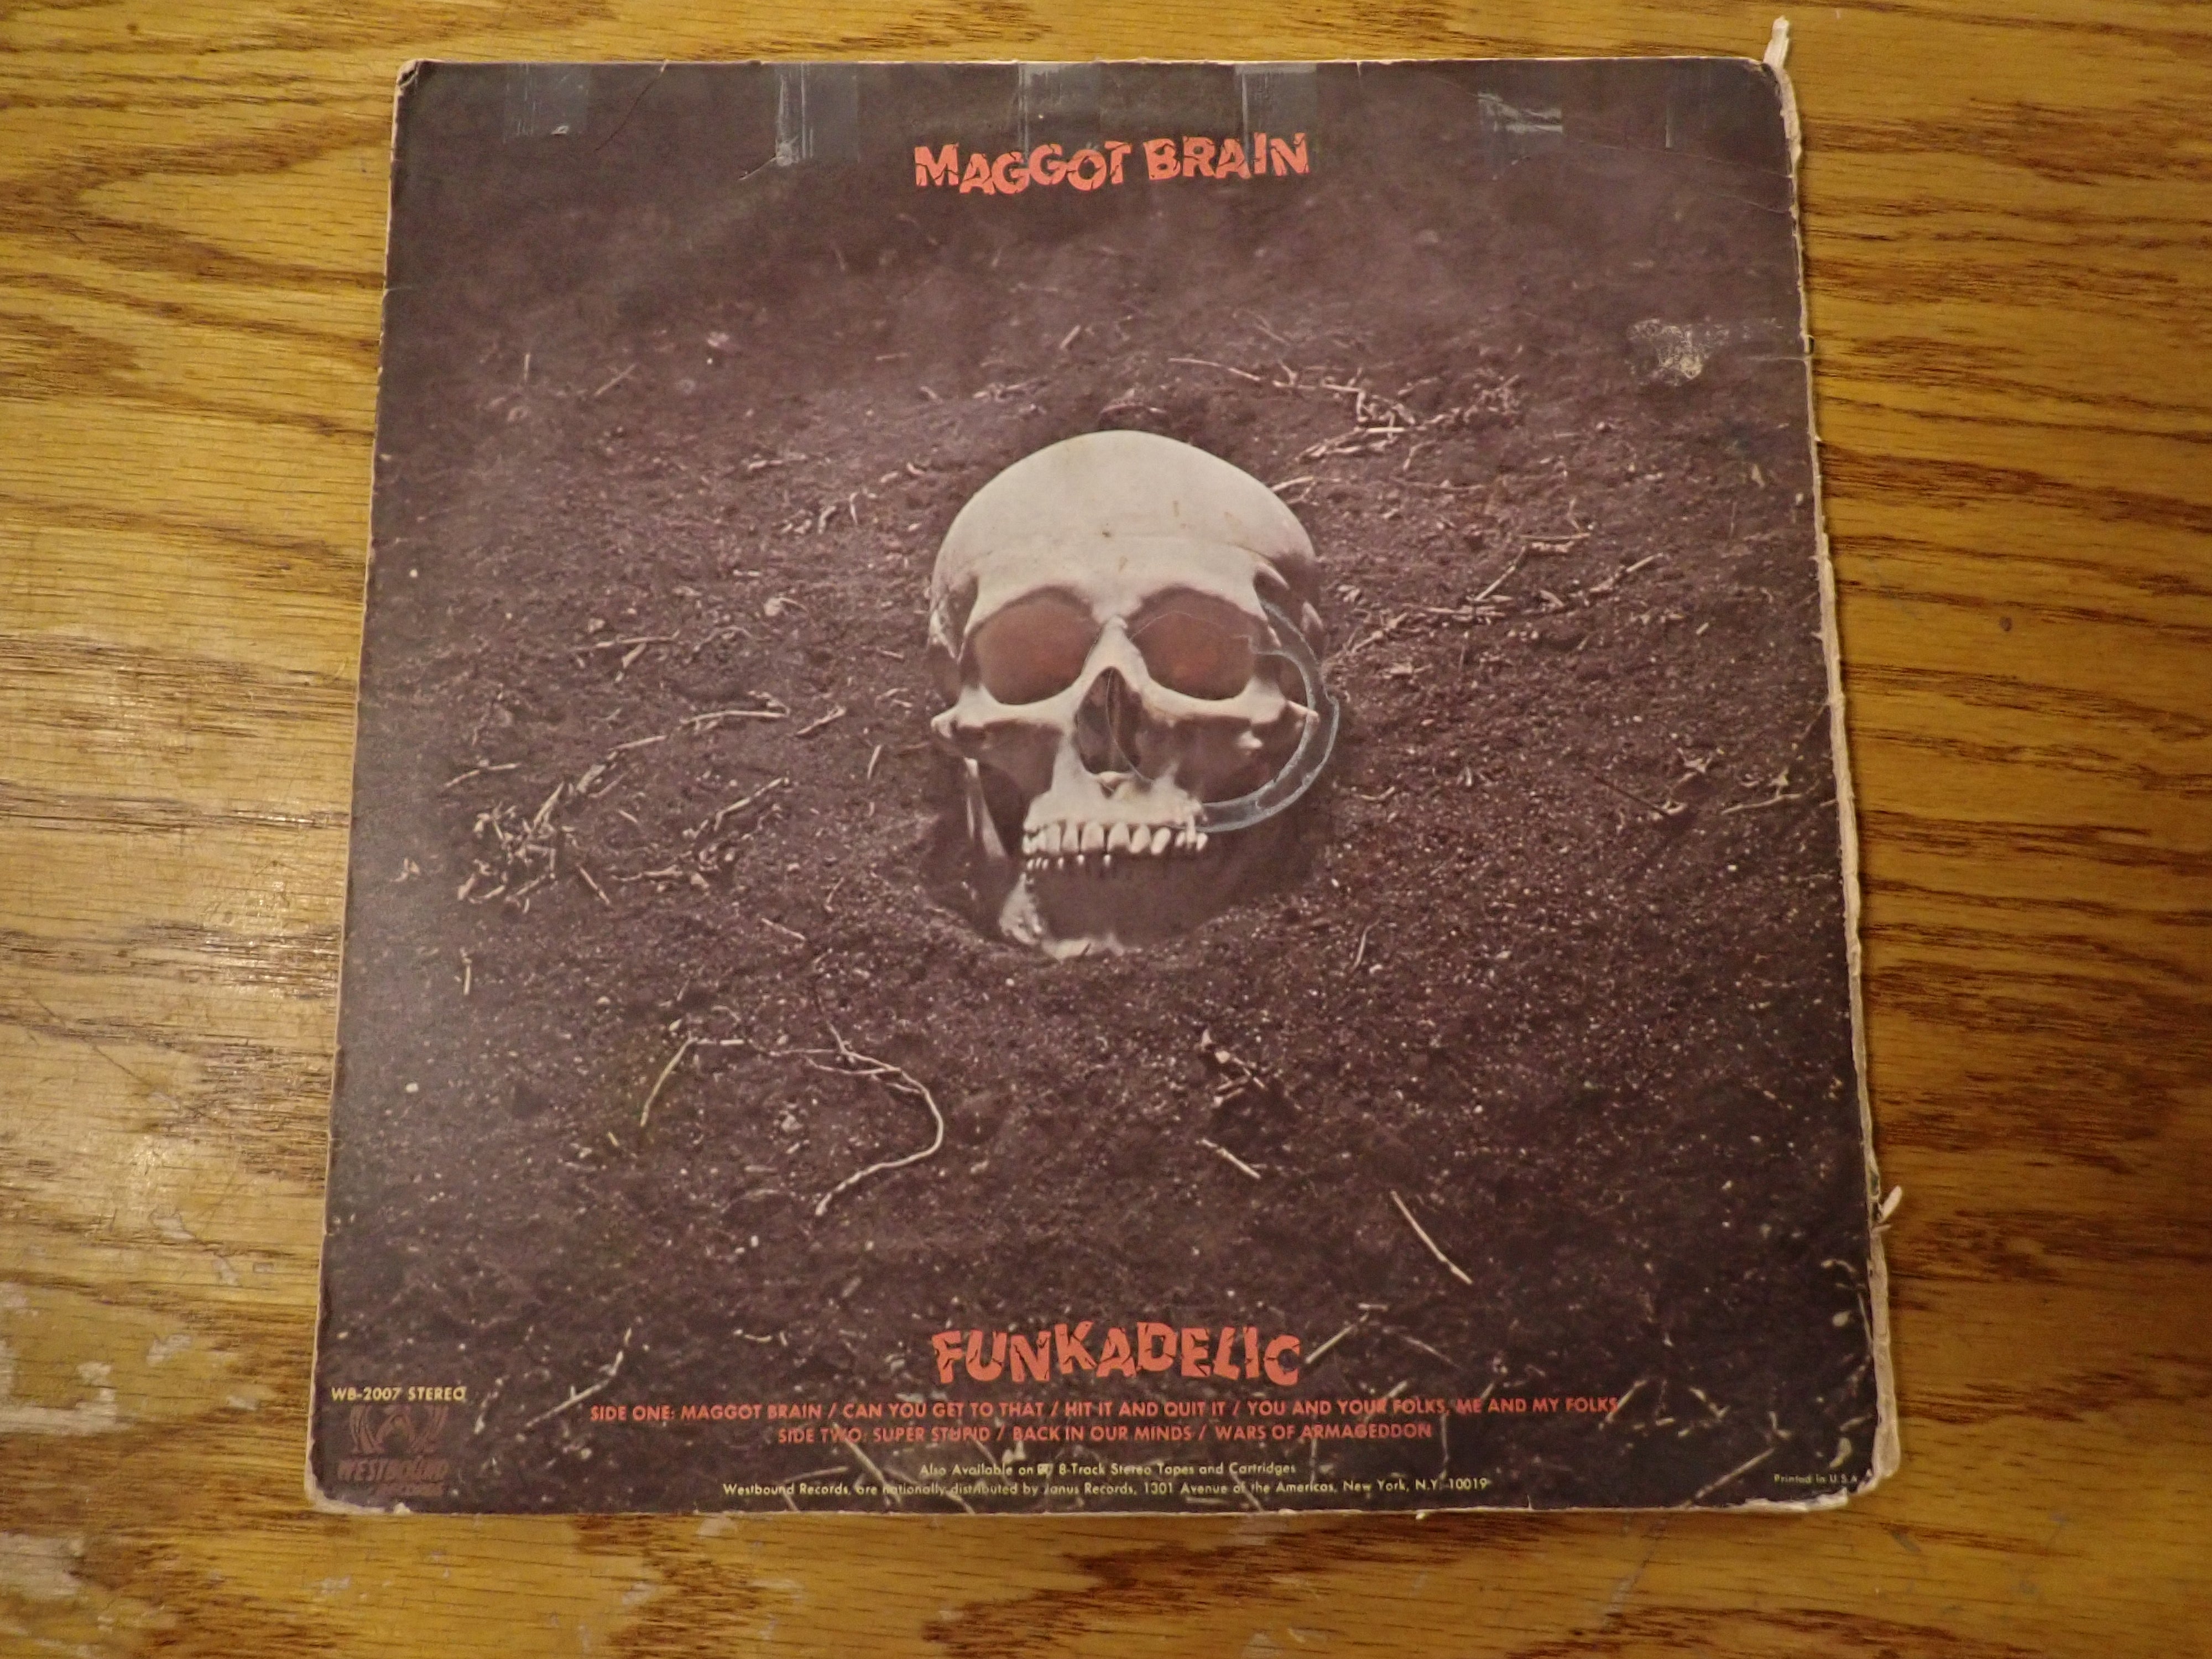 MAGGOT BRAIN
FUNKADELIC
WB-2007 STEREO
WESTBOUND
RECORDS
SIDE ONE: MAGGOT BRAIN / CAN YOU GET TO THAT / HIT IT AND QUIT IT / YOU AND YOUR FOLKS, ME AND MY FOLKS
SIDE TWO: SUPER STUPID / BACK IN OUR MINDS / WARS OF ARMAGEDDON
Also Available on 8-Track Stereo Tapes and Cartridges
Westbound Records, are nationally distributed by Janus Records, 1301 Avenue of the Americas, New York, N.Y. 10019
Printed in U.S.A.